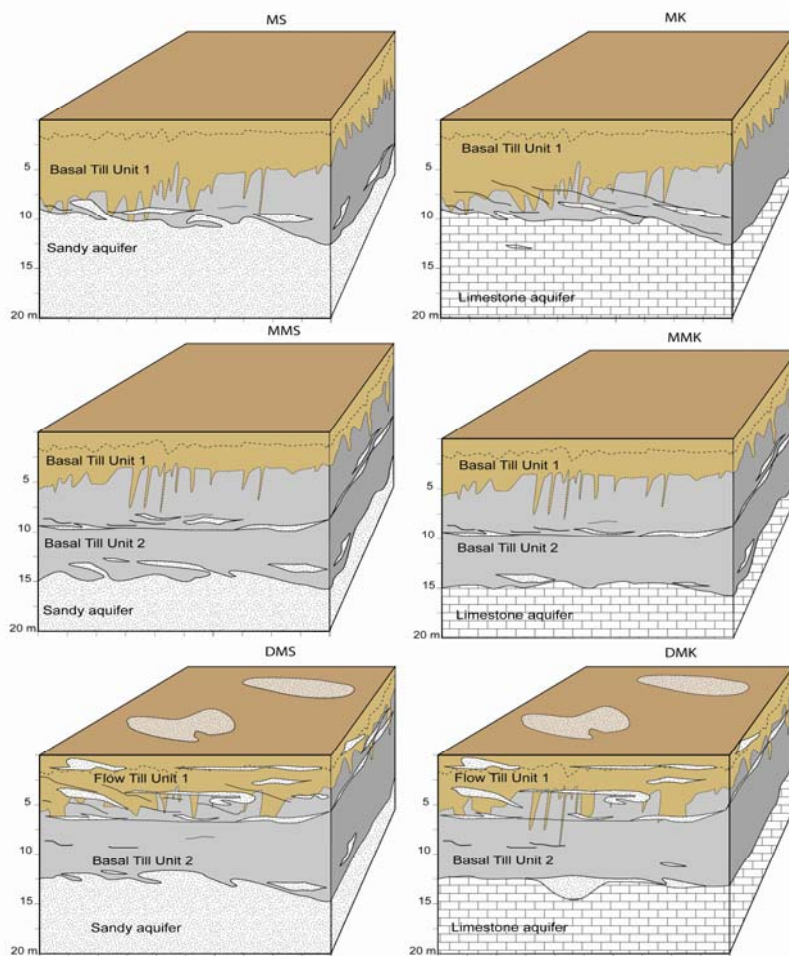 MS
Basal Till Unit 1
5
10
Sandy aquifer
15
20 m
MK
Basal Till Unit 1
5
10
15
Limestone aquifer
20 m
MMS
Basal Till Unit 1
5
10
Basal Till Unit 2
15
Sandy aquifer
20 m
MMK
Basal Till Unit 1
5
10
Basal Till Unit 2
15
Limestone aquifer
20 m
DMS
Flow Till Unit 1
5
10
Basal Till Unit 2
15
Sandy aquifer
20 m
DMK
Flow Till Unit 1
5
10
Basal Till Unit 2
15
Limestone aquifer
20 m